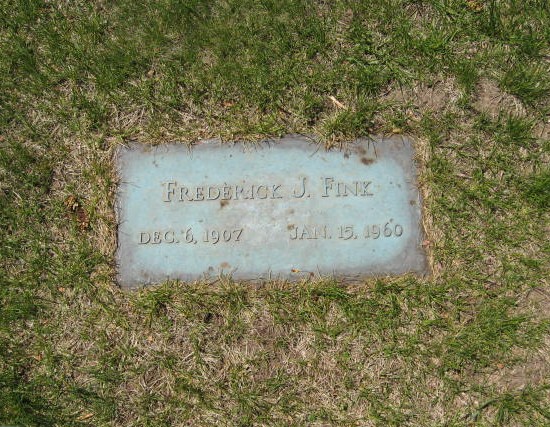 FREDERICK J. FINK
DEC. 6, 1907 JAN. 15, 1960